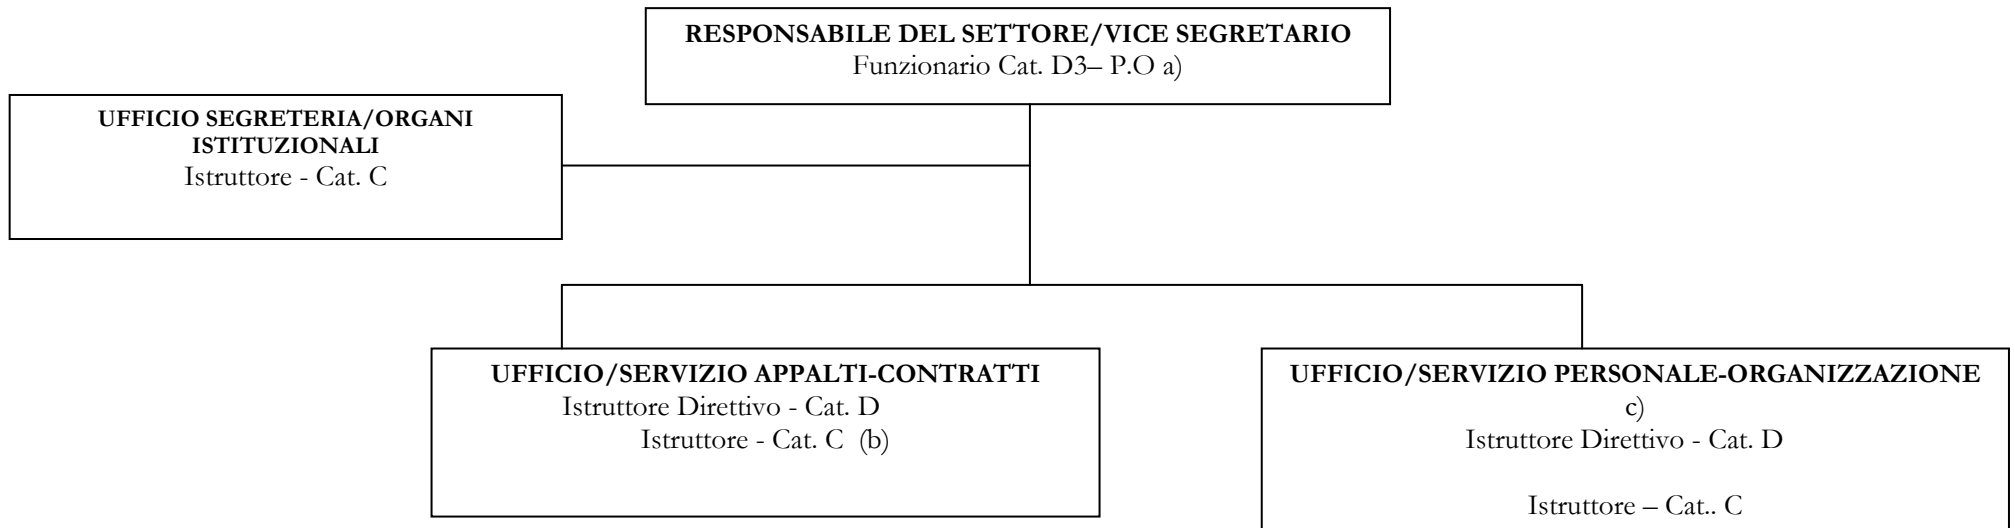 RESPONSABILE DEL SETTORE/VICE SEGRETARIO
Funzionario Cat. D3– P.O a)
UFFICIO SEGRETERIA/ORGANI
ISTITUZIONALI
Istruttore - Cat. C
UFFICIO/SERVIZIO APPALTI-CONTRATTI
Istruttore Direttivo - Cat. D
Istruttore - Cat. C (b)
UFFICIO/SERVIZIO PERSONALE-ORGANIZZAZIONE
c)
Istruttore Direttivo - Cat. D
Istruttore – Cat.. C